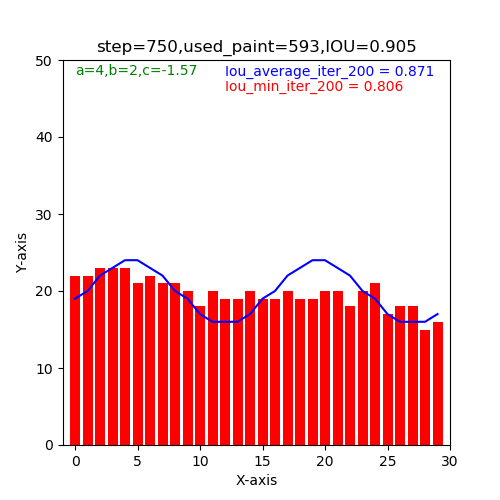 step=750,used_paint=593,IOU=0.905
a=4,b=2,c=-1.57
Iou_average_iter_200 = 0.871
Iou_min_iter_200 = 0.806
50
40
30
20
10
0
Y-axis
0 5 10 15 20 25 30
X-axis